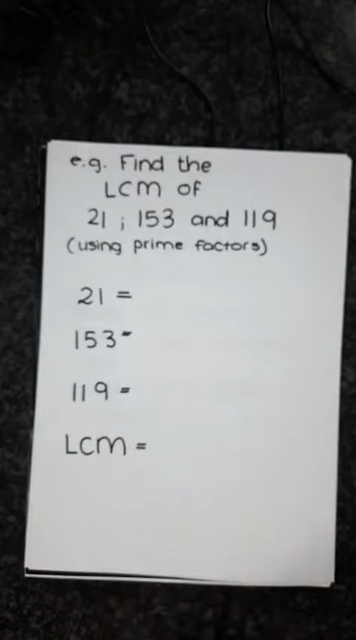 e.g. Find the
LCM OF
21 ; 153 and 119
(using prime factors)
21 =
153 =
119 =
LCM =